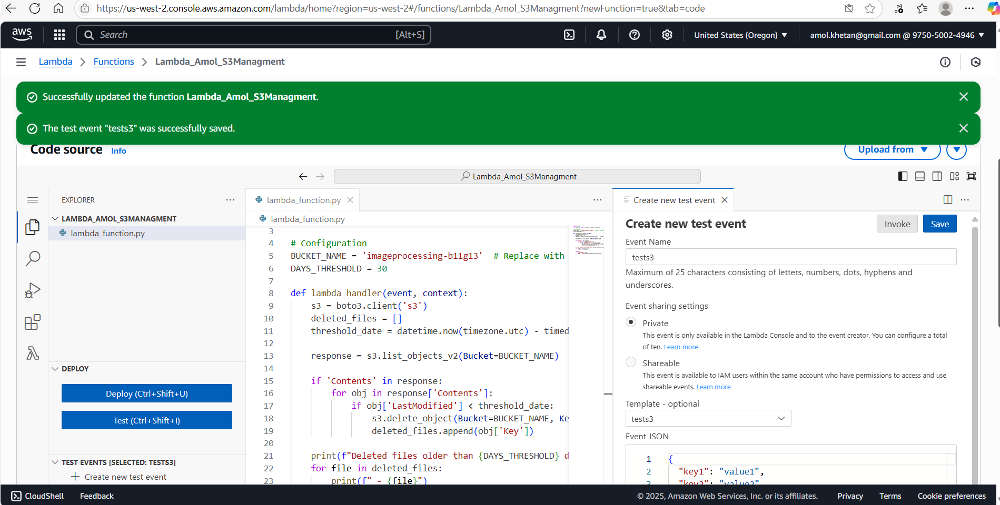 https://us-west-2.console.aws.amazon.com/lambda/home?region=us-west-2#/functions/Lambda_Amol_S3Managment?newFunction=true&tab=code
aws
Search
[Alt+S]
United States (Oregon)
amol.khetan@gmail.com @ 9750-5002-4946
Lambda
Functions
Lambda_Amol_S3Managment
Successfully updated the function Lambda_Amol_S3Managment.
The test event "tests3" was successfully saved.
Code source Info
Upload from
Lambda_Amol_S3Managment
EXPLORER
LAMBDA_AMOL_S3MANAGMENT
lambda_function.py
DEPLOY
Deploy (Ctrl+Shift+U)
Test (Ctrl+Shift+I)
TEST EVENTS [SELECTED: TESTS3]
Create new test event
lambda_function.py
lambda_function.py
3
4 # Configuration
5 BUCKET_NAME = 'imageprocessing-b11g13'  # Replace with
6 DAYS_THRESHOLD = 30
7
8 def lambda_handler(event, context):
9 s3 = boto3.client('s3')
10 deleted_files = []
11 threshold_date = datetime.now(timezone.utc) - timed
12
13 response = s3.list_objects_v2(Bucket=BUCKET_NAME)
14
15 if 'Contents' in response:
16 for obj in response['Contents']:
17 if obj['LastModified'] < threshold_date:
18 s3.delete_object(Bucket=BUCKET_NAME, Ke
19 deleted_files.append(obj['Key'])
20
21 print(f"Deleted files older than {DAYS_THRESHOLD} d
22 for file in deleted_files:
23 print(f" - {file}")
Create new test event
Create new test event
Invoke
Save
Event Name
tests3
Maximum of 25 characters consisting of letters, numbers, dots, hyphens and
underscores.
Event sharing settings
Private
This event is only available in the Lambda Console and to the event creator. You can configure a total
of ten. Learn more
Shareable
This event is available to IAM users within the same account who have permissions to access and use
shareable events. Learn more
Template - optional
tests3
Event JSON
1 {
2 "key1": "value1",
3 "key2": "value2"
CloudShell
Feedback
© 2025, Amazon Web Services, Inc. or its affiliates.
Privacy
Terms
Cookie preferences